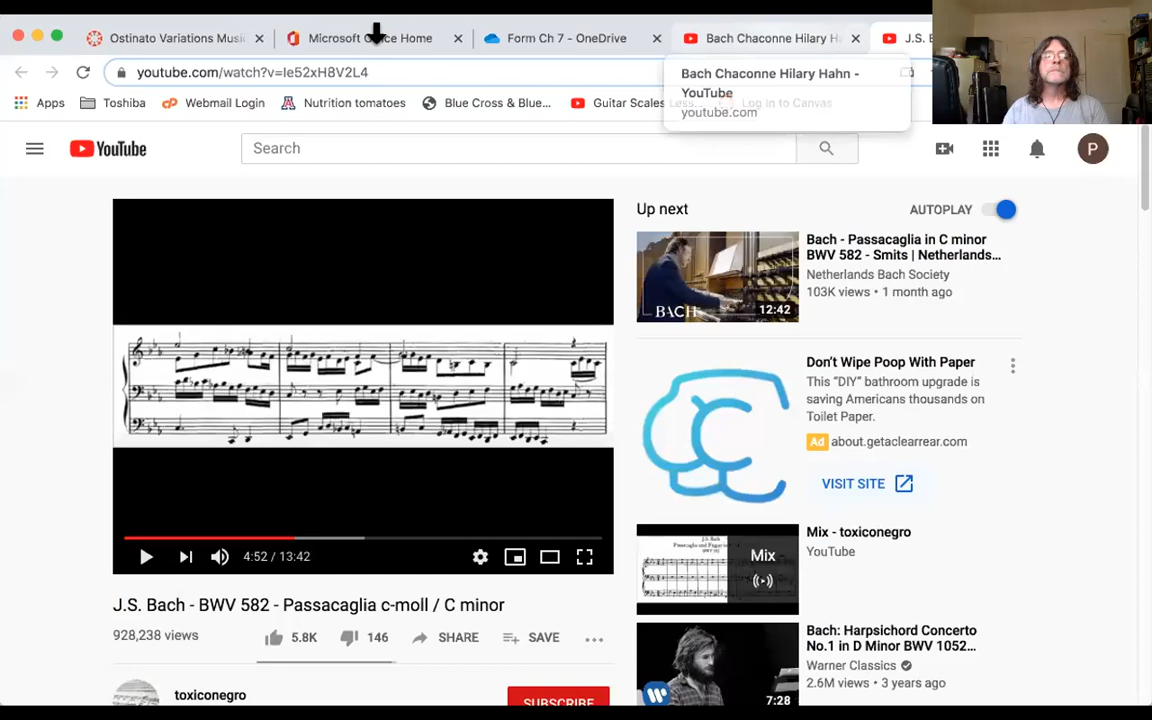 Ostinato Variations Musi
Microsoft Office Home
Form Ch 7 - OneDrive
Bach Chaconne Hilary H
J.S. B
youtube.com/watch?v=Ie52xH8V2L4
Bach Chaconne Hilary Hahn -
YouTube
youtube.com
Apps
Toshiba
Webmail Login
Nutrition tomatoes
Blue Cross & Blue...
Guitar Scales Less...
Log in to Canvas
YouTube
Search
P
Up next
AUTOPLAY
BACH
12:42
Bach - Passacaglia in C minor
BWV 582 - Smits | Netherlands...
Netherlands Bach Society
103K views • 1 month ago
Don't Wipe Poop With Paper
This "DIY" bathroom upgrade is
saving Americans thousands on
Toilet Paper.
Ad about.getaclearrear.com
VISIT SITE
4:52 / 13:42
Mix
Mix - toxiconegro
YouTube
J.S. Bach - BWV 582 - Passacaglia c-moll / C minor
928,238 views
5.8K
146
SHARE
SAVE
7:28
Bach: Harpsichord Concerto
No.1 in D Minor BWV 1052...
Warner Classics
2.6M views • 3 years ago
toxiconegro
SUBSCRIBE